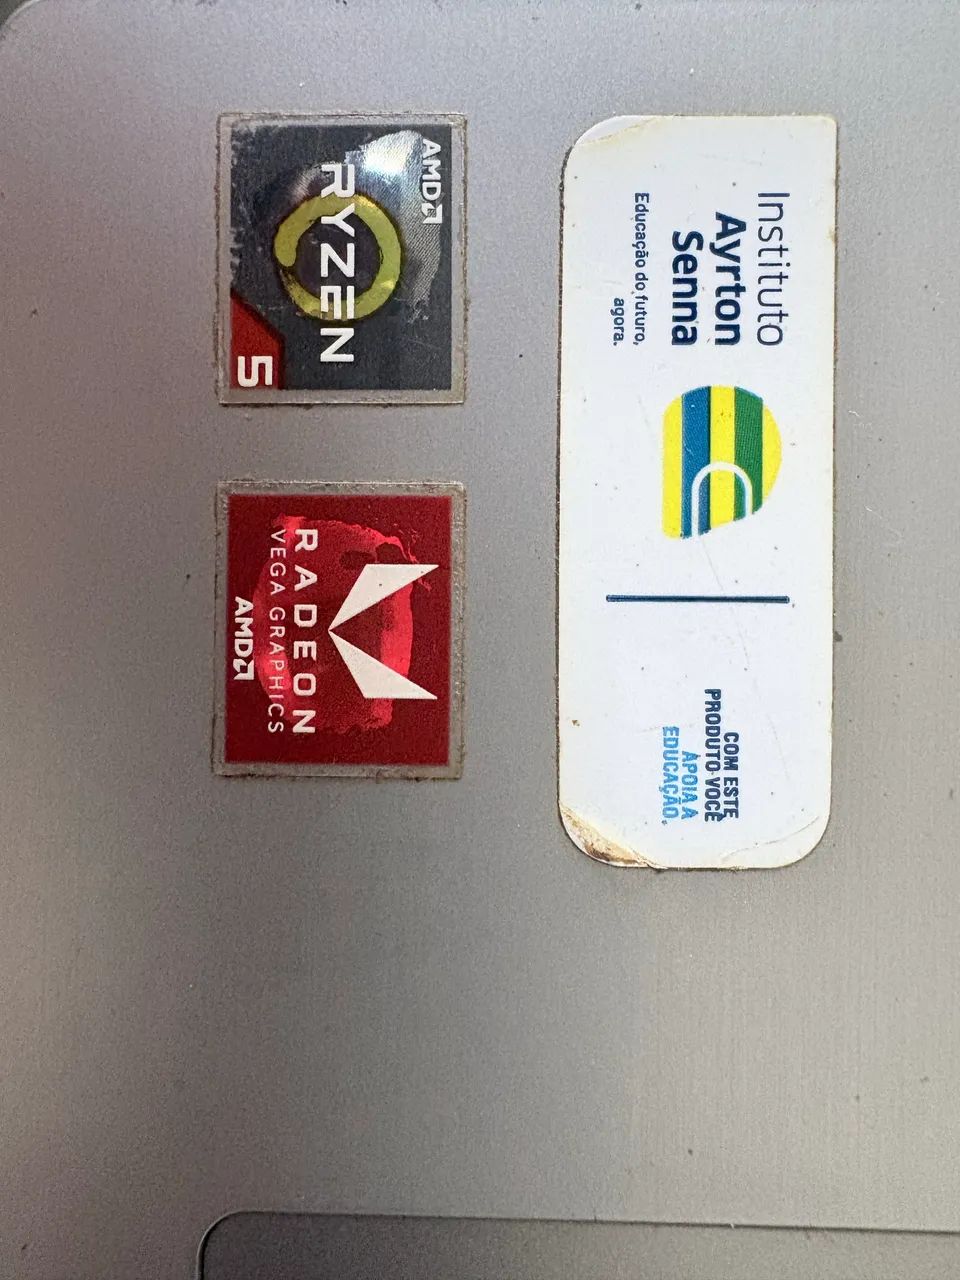 AMD
RYZEN
5
RADEON
VEGA GRAPHICS
AMD
Instituto
Ayrton
Senna
Educação do futuro,
agora.
COM ESTE
PRODUTO VOCÊ
APOIA A
EDUCAÇÃO.